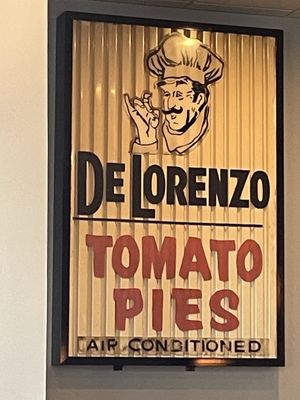 DE LORENZO
TOMATO
PIES
AIR CONDITIONED